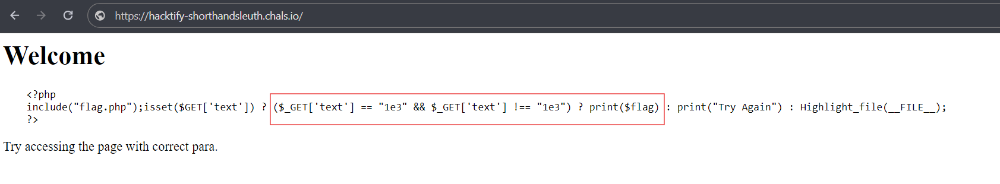 https://hacktify-shorthandsleuth.chals.io/
Welcome
<?php
include("flag.php");isset($GET['text']) ? ($_GET['text'] == "1e3" && $_GET['text'] !== "1e3") ? print($flag) : print("Try Again") : Highlight_file(__FILE__);
?>
Try accessing the page with correct para.